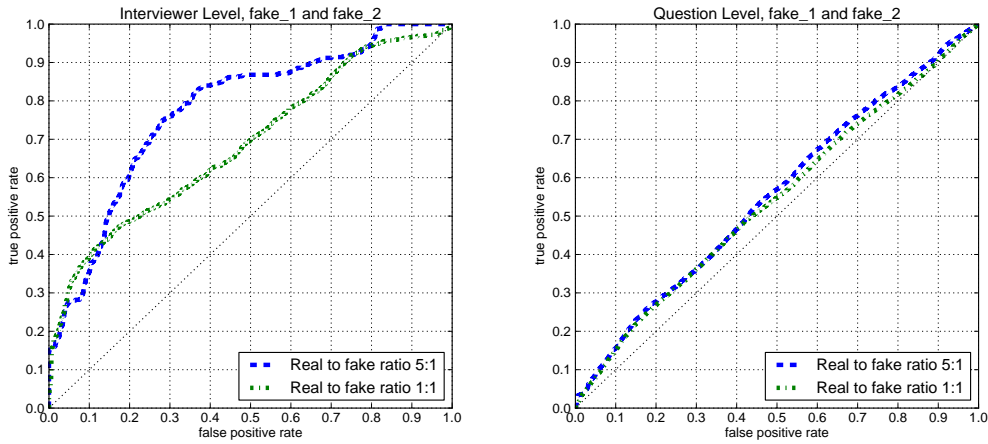 Interviewer Level, fake_1 and fake_2
1.0
0.9
0.8
0.7
0.6
0.5
0.4
0.3
0.2
0.1
0.0
true positive rate
0.0 0.1 0.2 0.3 0.4 0.5 0.6 0.7 0.8 0.9 1.0
false positive rate
Real to fake ratio 5:1
Real to fake ratio 1:1
Question Level, fake_1 and fake_2
1.0
0.9
0.8
0.7
0.6
0.5
0.4
0.3
0.2
0.1
0.0
true positive rate
0.0 0.1 0.2 0.3 0.4 0.5 0.6 0.7 0.8 0.9 1.0
false positive rate
Real to fake ratio 5:1
Real to fake ratio 1:1